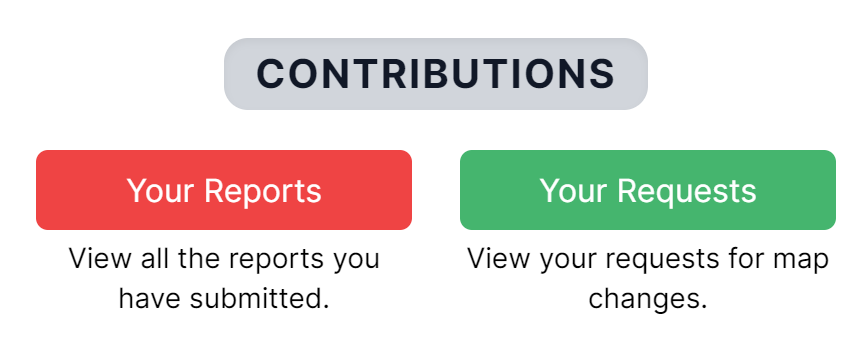 CONTRIBUTIONS
Your Reports
View all the reports you
have submitted.
Your Requests
View your requests for map
changes.